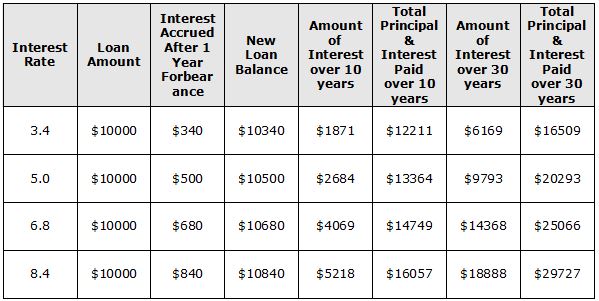 Interest Rate | Loan Amount | Interest Accrued After 1 Year Forbear ance | New Loan Balance | Amount of Interest over 10 years | Total Principal & Interest Paid over 10 years | Amount of Interest over 30 years | Total Principal & Interest Paid over 30 years
3.4 | $10000 | $340 | $10340 | $1871 | $12211 | $6169 | $16509
5.0 | $10000 | $500 | $10500 | $2684 | $13364 | $9793 | $20293
6.8 | $10000 | $680 | $10680 | $4069 | $14749 | $14368 | $25066
8.4 | $10000 | $840 | $10840 | $5218 | $16057 | $18888 | $29727